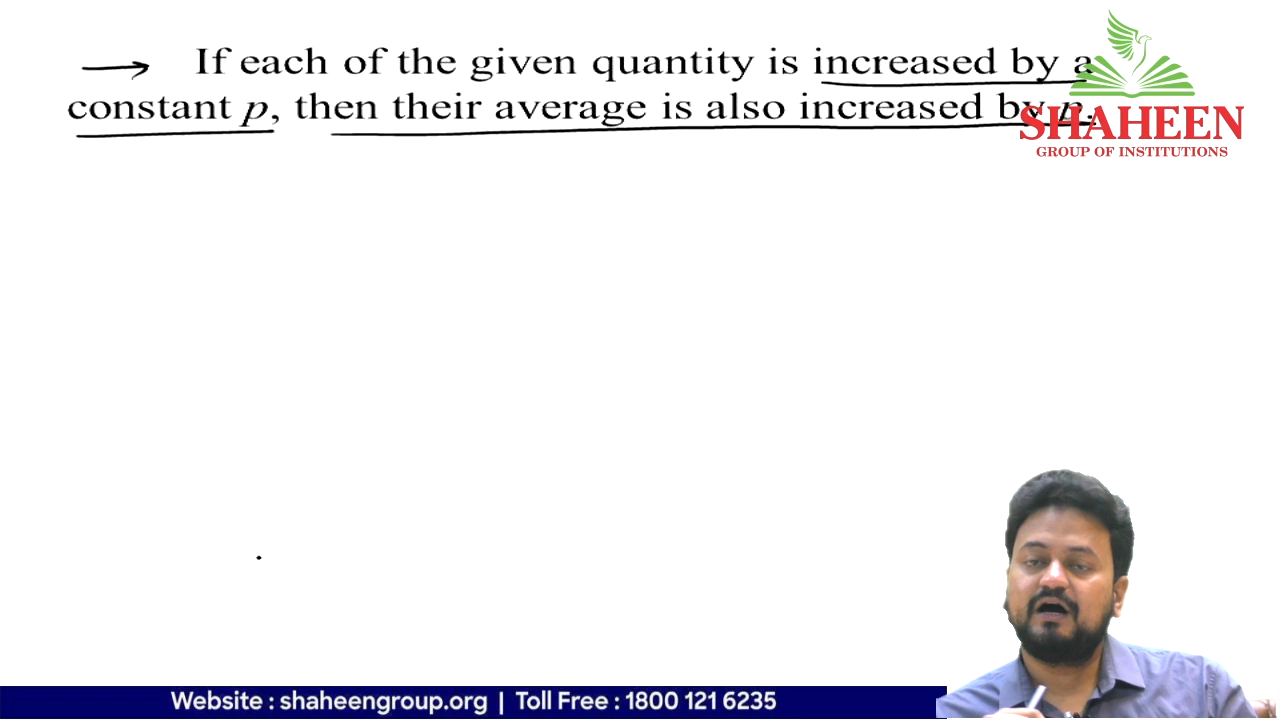 If each of the given quantity is increased by a
constant p, then their average is also increased by p.
SHAHEEN
GROUP OF INSTITUTIONS
Website : shaheengroup.org | Toll Free : 1800 121 6235